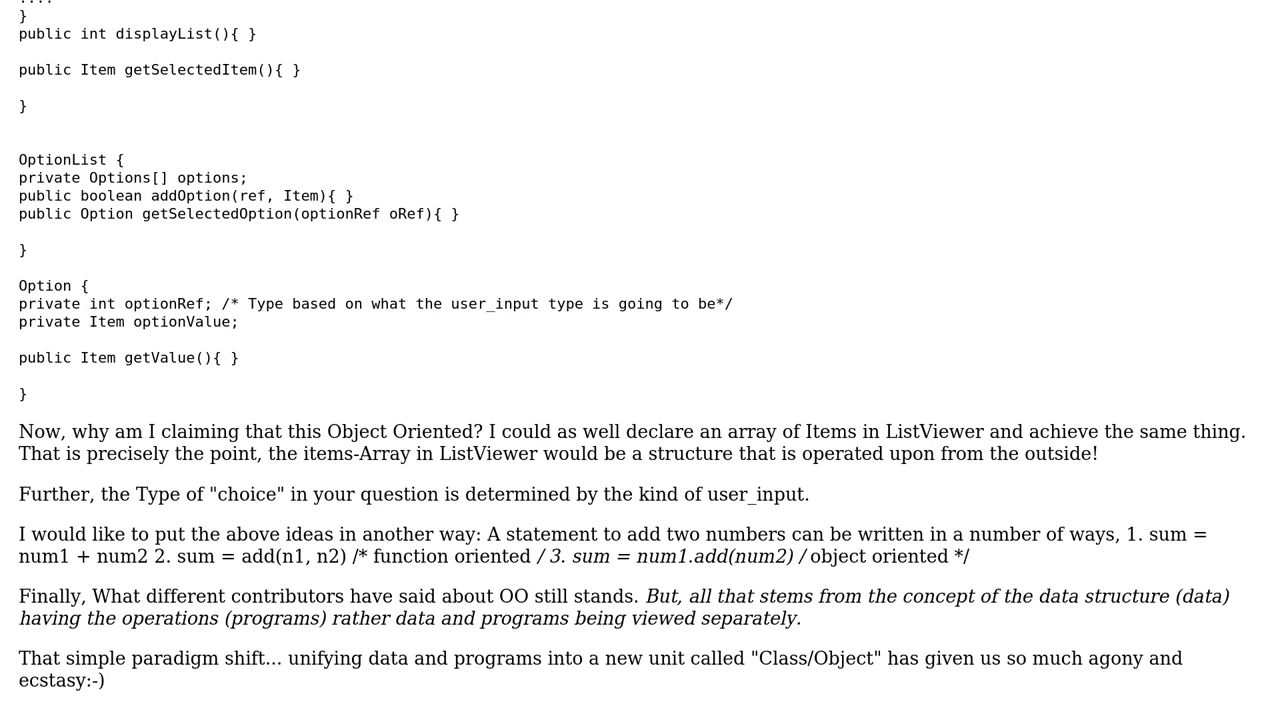 ....
}
public int displayList(){ }
public Item getSelectedItem(){ }
}
OptionList {
private Options[] options;
public boolean addOption(ref, Item){ }
public Option getSelectedOption(optionRef oRef){ }
}
Option {
private int optionRef; /* Type based on what the user_input type is going to be*/
private Item optionValue;
public Item getValue(){ }
}
Now, why am I claiming that this Object Oriented? I could as well declare an array of Items in ListViewer and achieve the same thing.
That is precisely the point, the items-Array in ListViewer would be a structure that is operated upon from the outside!
Further, the Type of "choice" in your question is determined by the kind of user_input.
I would like to put the above ideas in another way: A statement to add two numbers can be written in a number of ways, 1. sum =
num1 + num2 2. sum = add(n1, n2) /* function oriented / 3. sum = num1.add(num2) / object oriented */
Finally, What different contributors have said about OO still stands. But, all that stems from the concept of the data structure (data)
having the operations (programs) rather data and programs being viewed separately.
That simple paradigm shift... unifying data and programs into a new unit called "Class/Object" has given us so much agony and
ecstasy:-)